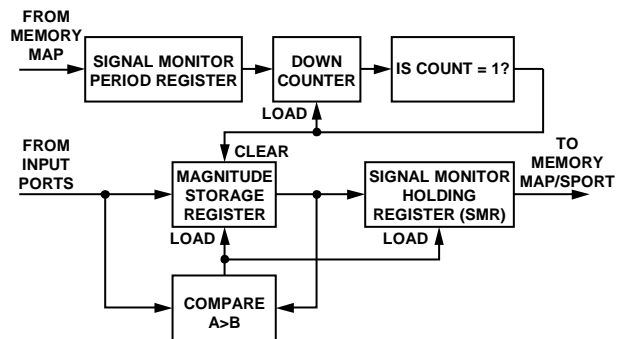 FROM
MEMORY
MAP
SIGNAL MONITOR
PERIOD REGISTER
DOWN
COUNTER
IS COUNT = 1?
LOAD
FROM
INPUT
PORTS
CLEAR
MAGNITUDE
STORAGE
REGISTER
SIGNAL MONITOR
HOLDING
REGISTER (SMR)
TO
MEMORY
MAP/SPORT
LOAD
LOAD
COMPARE
A>B